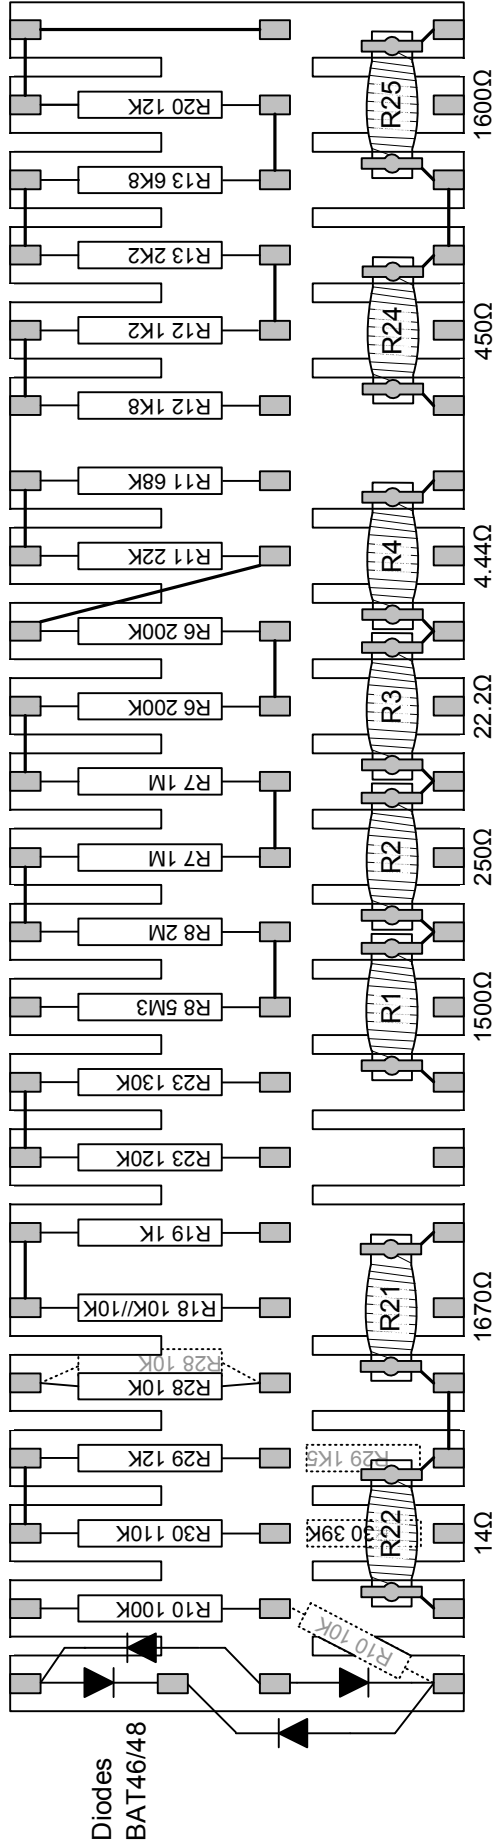 R20 12K
R13 6K8
R13 2K2
R12 1K2
R12 1K8
R11 68K
R11 22K
R6 200K
R6 200K
R7 1M
R7 1M
R8 2M
R8 5M3
R23 130K
R23 120K
R19 1K
R18 10K//10K
R28 10K
R28 10K
R29 12K
R30 110K
R10 100K
R25
R24
R4
R3
R2
R1
R21
R29 1K5
30 39K
R22
R10 10K
1600Ω
450Ω
4.44Ω
22.2Ω
250Ω
1500Ω
1670Ω
14Ω
Diodes
BAT46/48